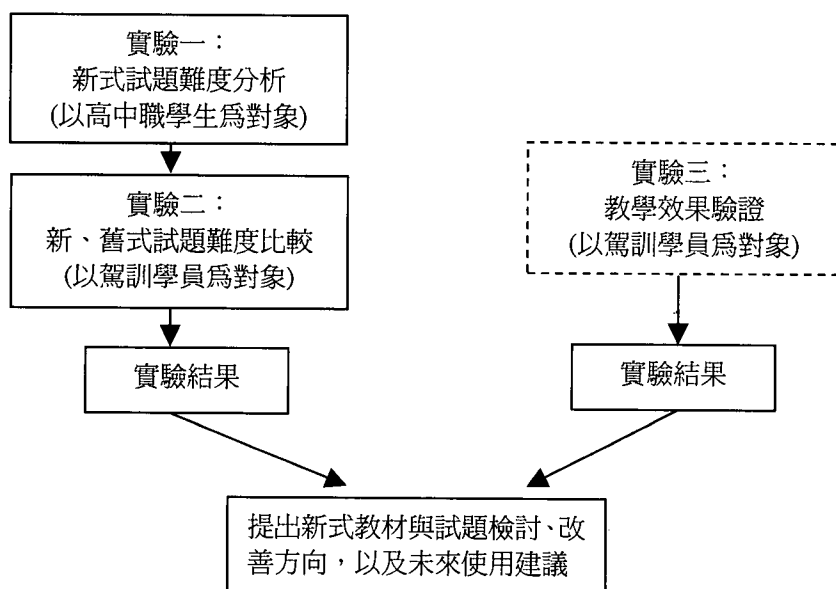 實驗一：
新式試題難度分析
(以高中職學生爲對象)
實驗二：
新、舊式試題難度比較
(以駕訓學員爲對象)
實驗結果
實驗三：
教學效果驗證
(以駕訓學員爲對象)
實驗結果
提出新式教材與試題檢討、改
善方向，以及未來使用建議